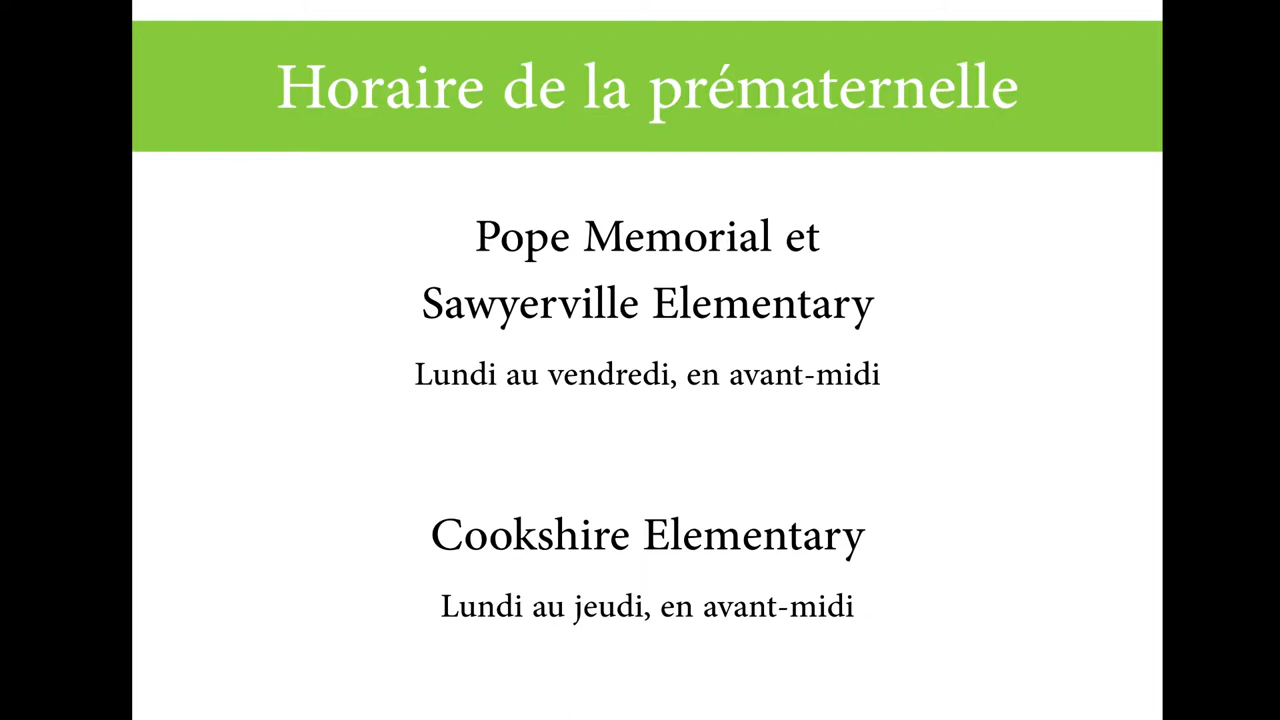 Horaire de la prématernelle
Pope Memorial et
Sawyerville Elementary
Lundi au vendredi, en avant-midi
Cookshire Elementary
Lundi au jeudi, en avant-midi